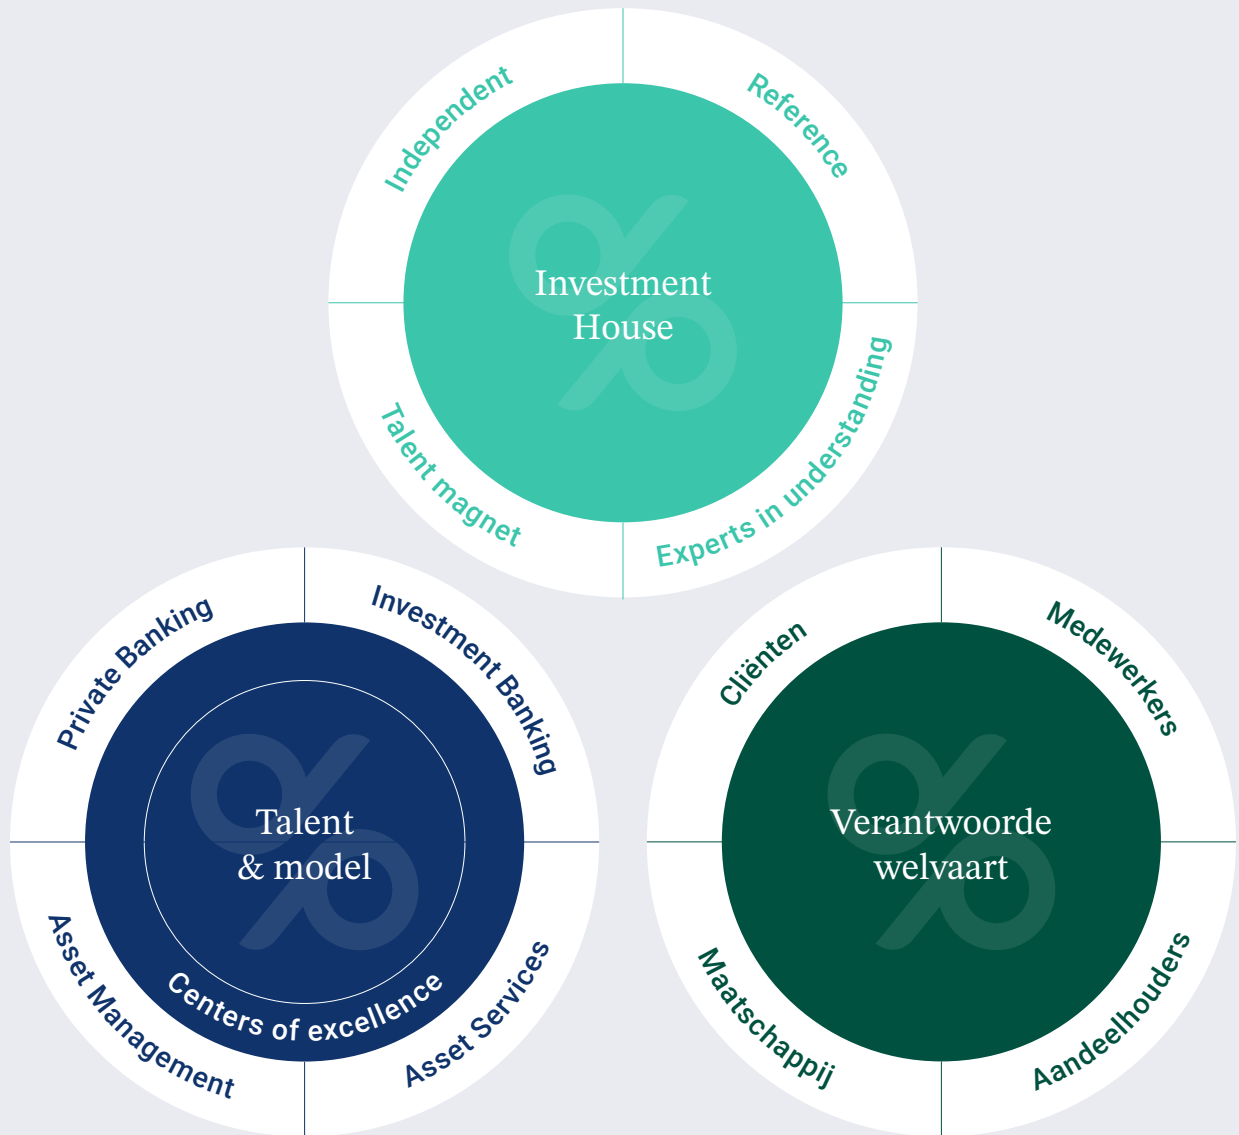 Independent
Reference
Investment
House
Talent magnet
Experts in understanding
Private Banking
Investment Banking
Talent
& model
Centers of excellence
Asset Management
Asset Services
Cliënten
Medewerkers
Verantwoorde
welvaart
Maatschappij
Aandeelhouders